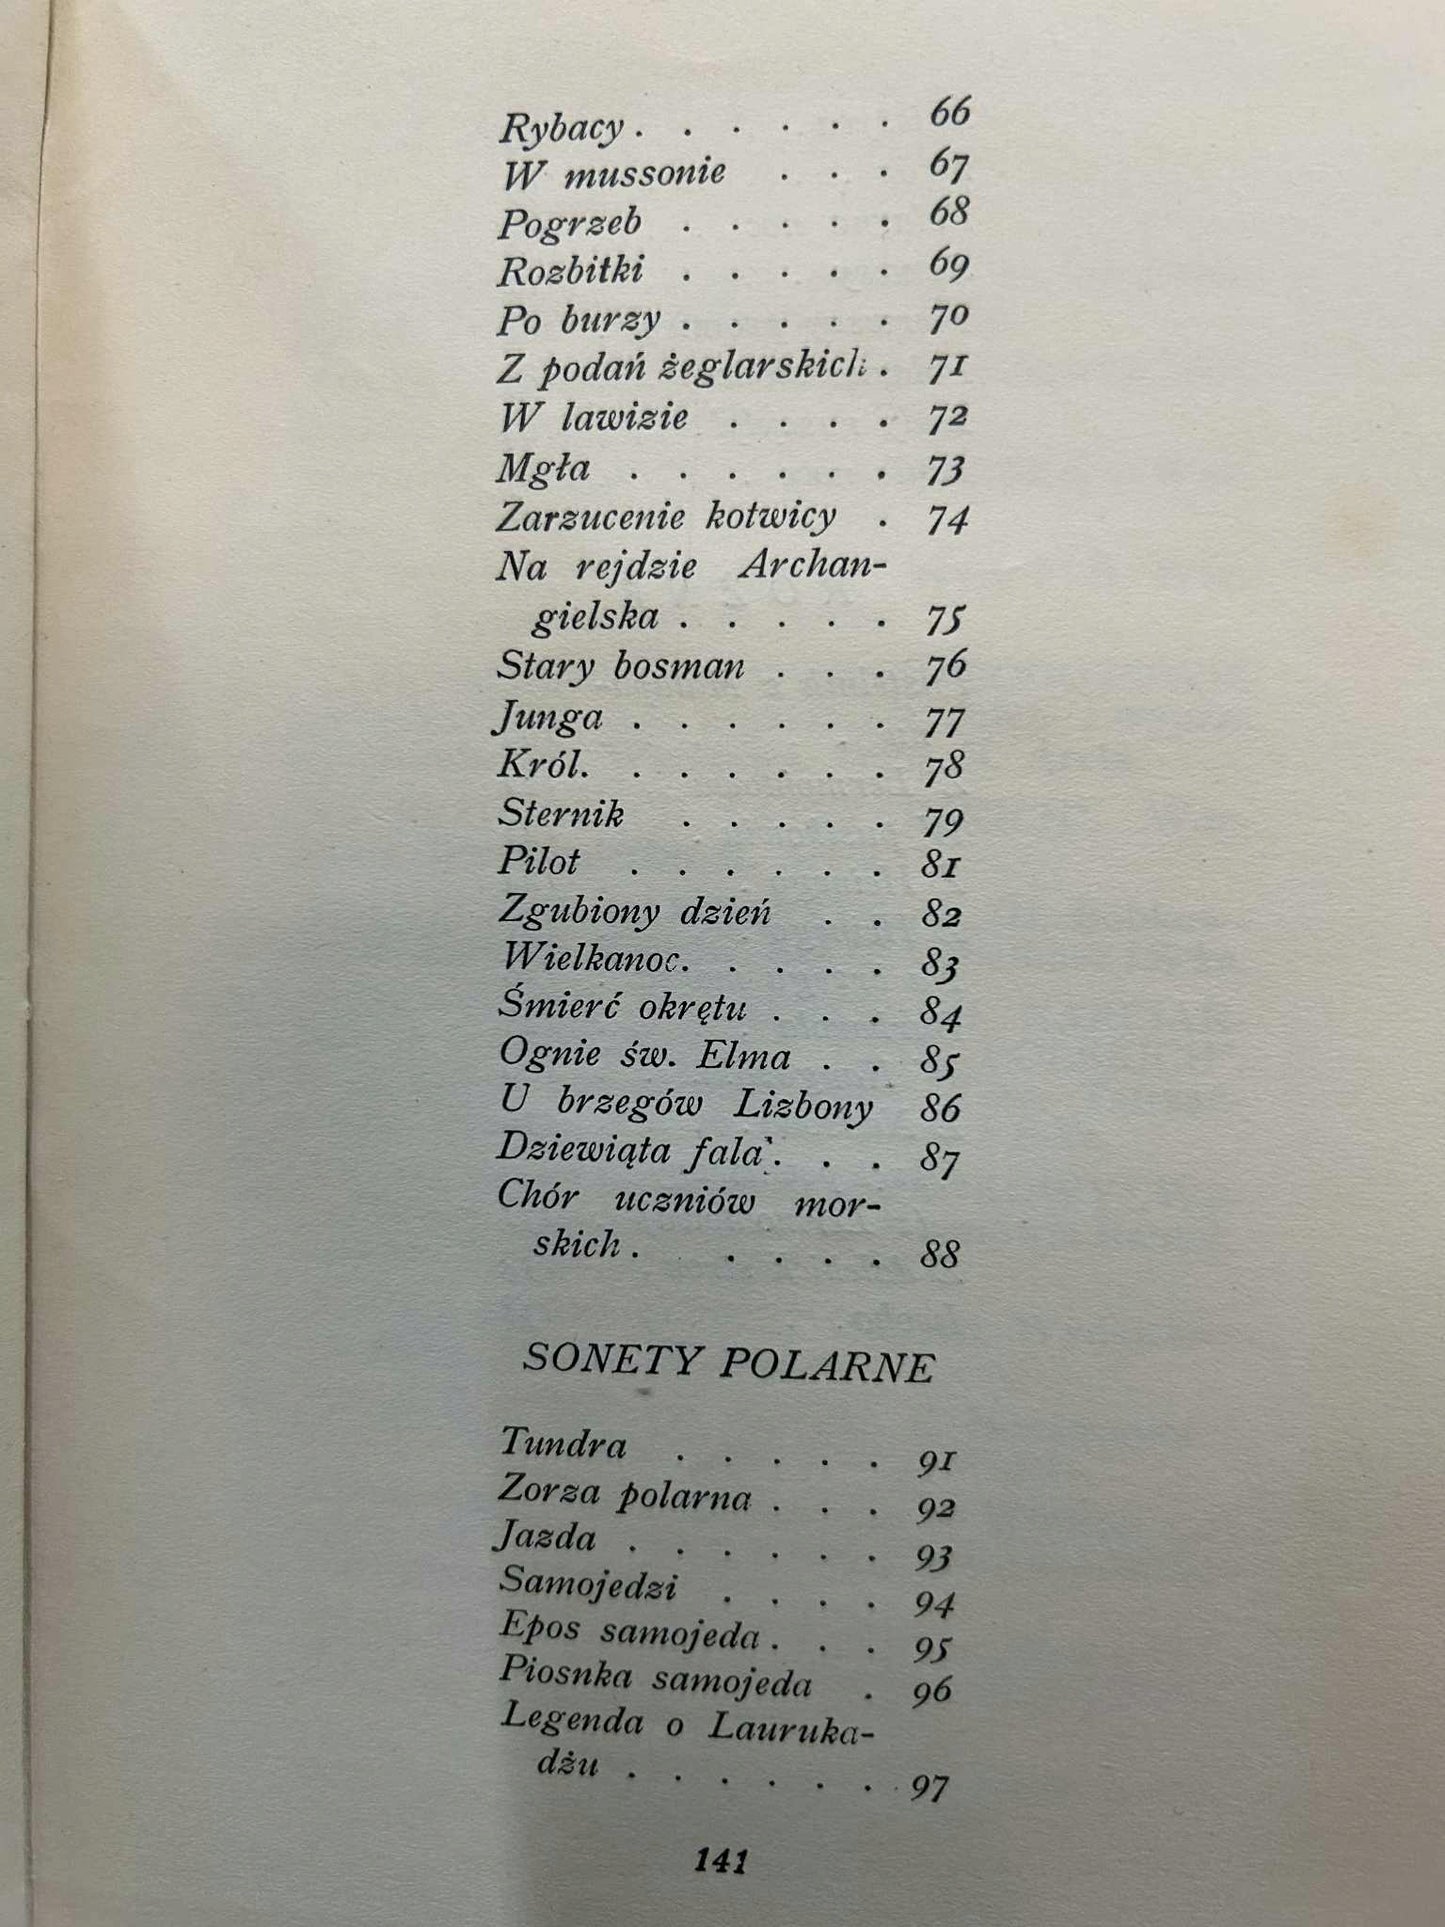 Rybacy . . . . . . 66
W mussonie . . . 67
Pogrzeb . . . . . 68
Rozbitki . . . . . 69
Po burzy . . . . . 70
Z podań żeglarskich . 71
W lawizie . . . . 72
Mgła . . . . . . 73
Zarzucenie kotwicy . 74
Na rejdzie Archan-
gielska . . . . . 75
Stary bosman . . . 76
Junga . . . . . . 77
Król. . . . . . . 78
Sternik . . . . . 79
Pilot . . . . . . 81
Zgubiony dzień . . 82
Wielkanoc. . . . . 83
Śmierć okrętu . . . 84
Ognie św. Elma . . 85
U brzegów Lizbony 86
Dziewiąta fala . . . 87
Chór uczniów mor-
skich . . . . . 88
SONETY POLARNE
Tundra . . . . . 91
Zorza polarna . . . 92
Jazda . . . . . . 93
Samojedzi . . . . 94
Epos samojeda . . . 95
Piosnka samojeda . 96
Legenda o Lauruka-
dżu . . . . . . 97
141